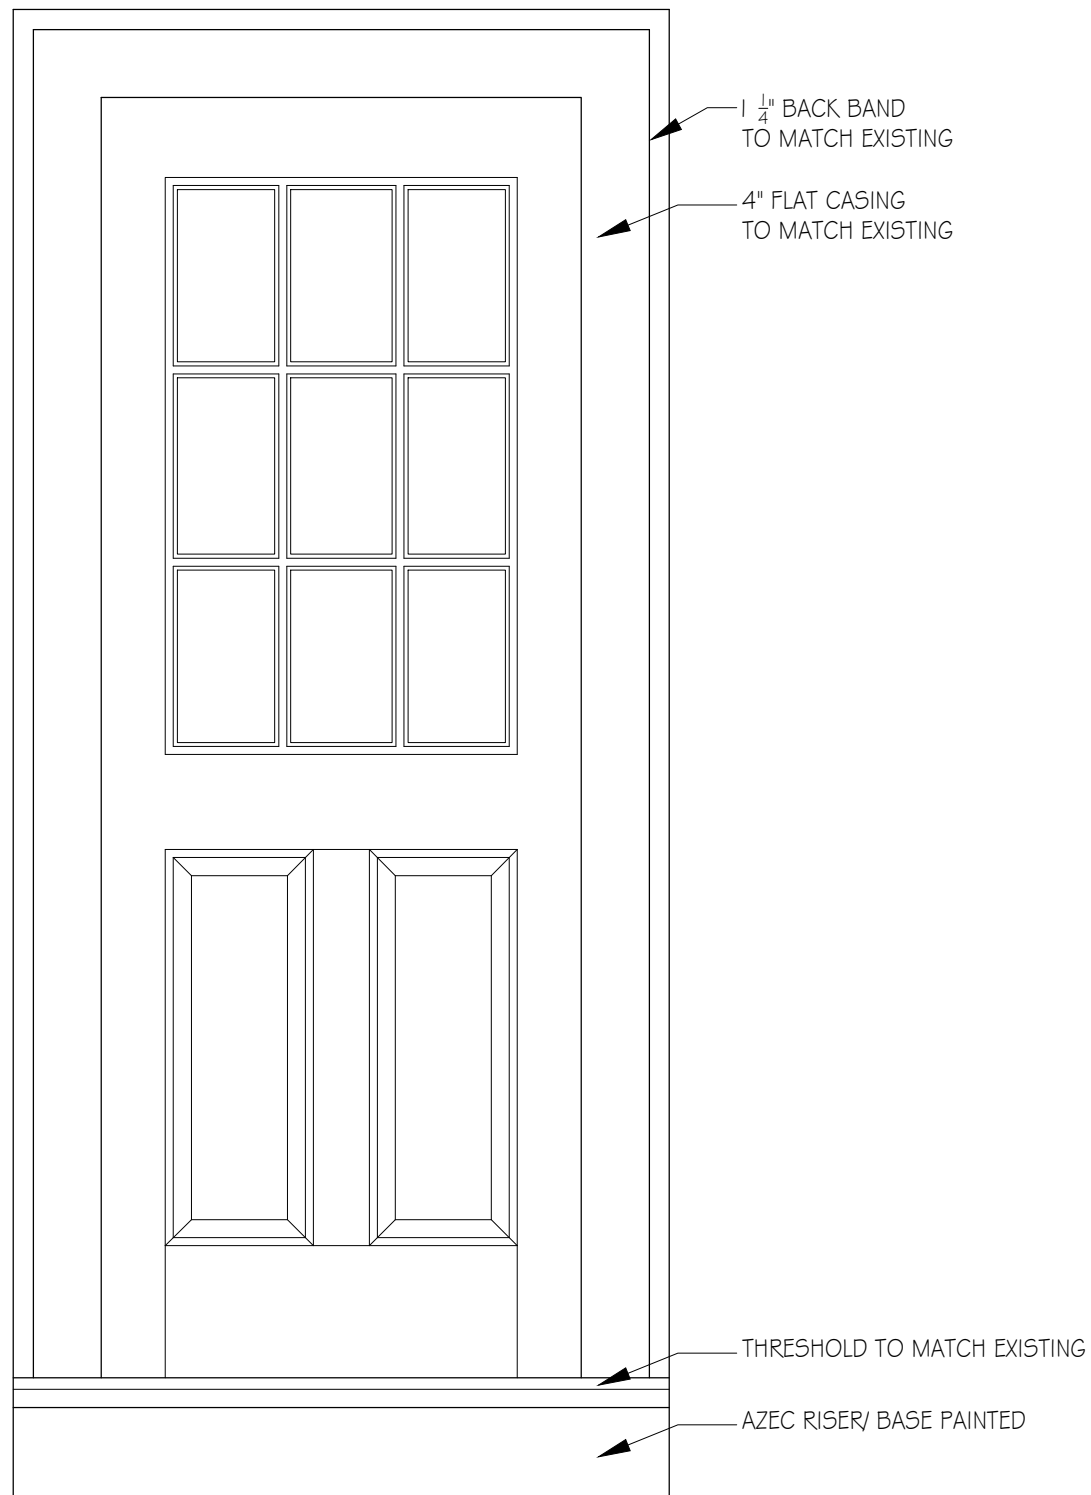 1 1/4" BACK BAND
TO MATCH EXISTING
4" FLAT CASING
TO MATCH EXISTING
THRESHOLD TO MATCH EXISTING
AZEC RISER/ BASE PAINTED